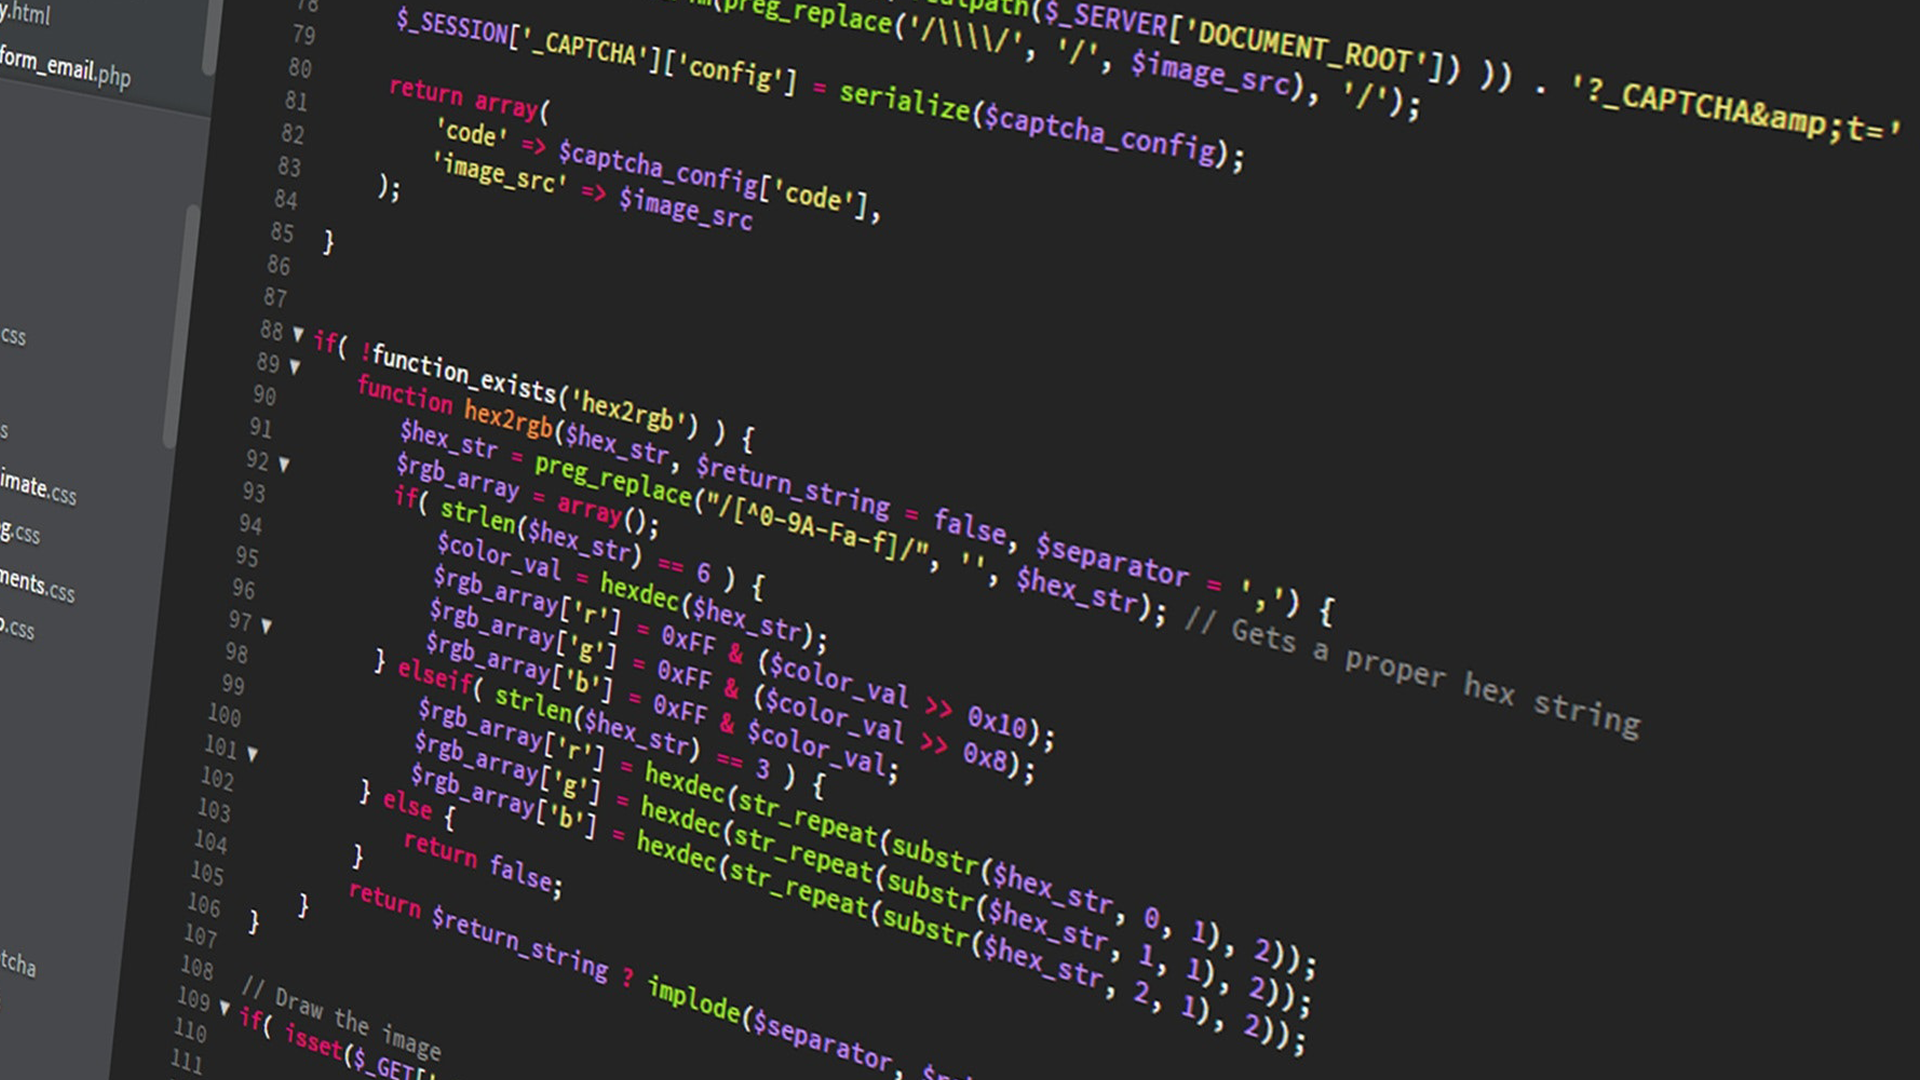 y.html
form_email.php
css
s
imate.css
g.css
ments.css
o.css
tcha
78
79
80
81
82
83
84
85
86
87
88
89
90
91
92
93
94
95
96
97
98
99
100
101
102
103
104
105
106
107
108
109
110
111
($_SERVER['DOCUMENT_ROOT']) )) . '?_CAPTCHA&amp;t='
preg_replace('/\\\\/', '/', $image_src), '/');
$_SESSION['_CAPTCHA']['config'] = serialize($captcha_config);
return array(
'code' => $captcha_config['code'],
'image_src' => $image_src
);
}
if( !function_exists('hex2rgb') ) {
function hex2rgb($hex_str, $return_string = false, $separator = ',') {
$hex_str = preg_replace("/[^0-9A-Fa-f]/", '', $hex_str); // Gets a proper hex string
$rgb_array = array();
if( strlen($hex_str) == 6 ) {
$color_val = hexdec($hex_str);
$rgb_array['r'] = 0xFF & ($color_val >> 0x10);
$rgb_array['g'] = 0xFF & ($color_val >> 0x8);
$rgb_array['b'] = 0xFF & $color_val;
} elseif( strlen($hex_str) == 3 ) {
$rgb_array['r'] = hexdec(str_repeat(substr($hex_str, 0, 1), 2));
$rgb_array['g'] = hexdec(str_repeat(substr($hex_str, 1, 1), 2));
$rgb_array['b'] = hexdec(str_repeat(substr($hex_str, 2, 1), 2));
} else {
return false;
}
return $return_string ? implode($separator,
}
}
// Draw the image
if( isset($_GET['